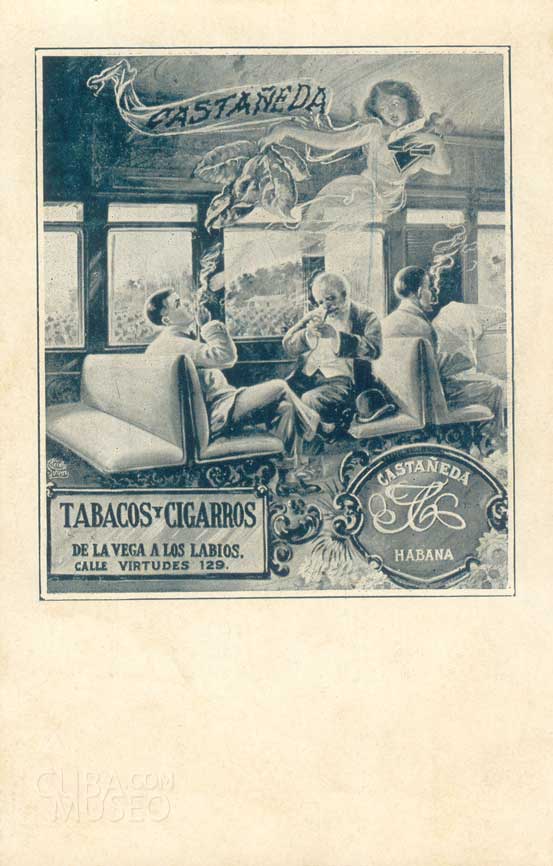 CASTAÑEDA
TABACOS Y CIGARROS
DE LA VEGA A LOS LABIOS.
CALLE VIRTUDES 129.
CASTAÑEDA
HABANA
CUBA.COM
MUSEO